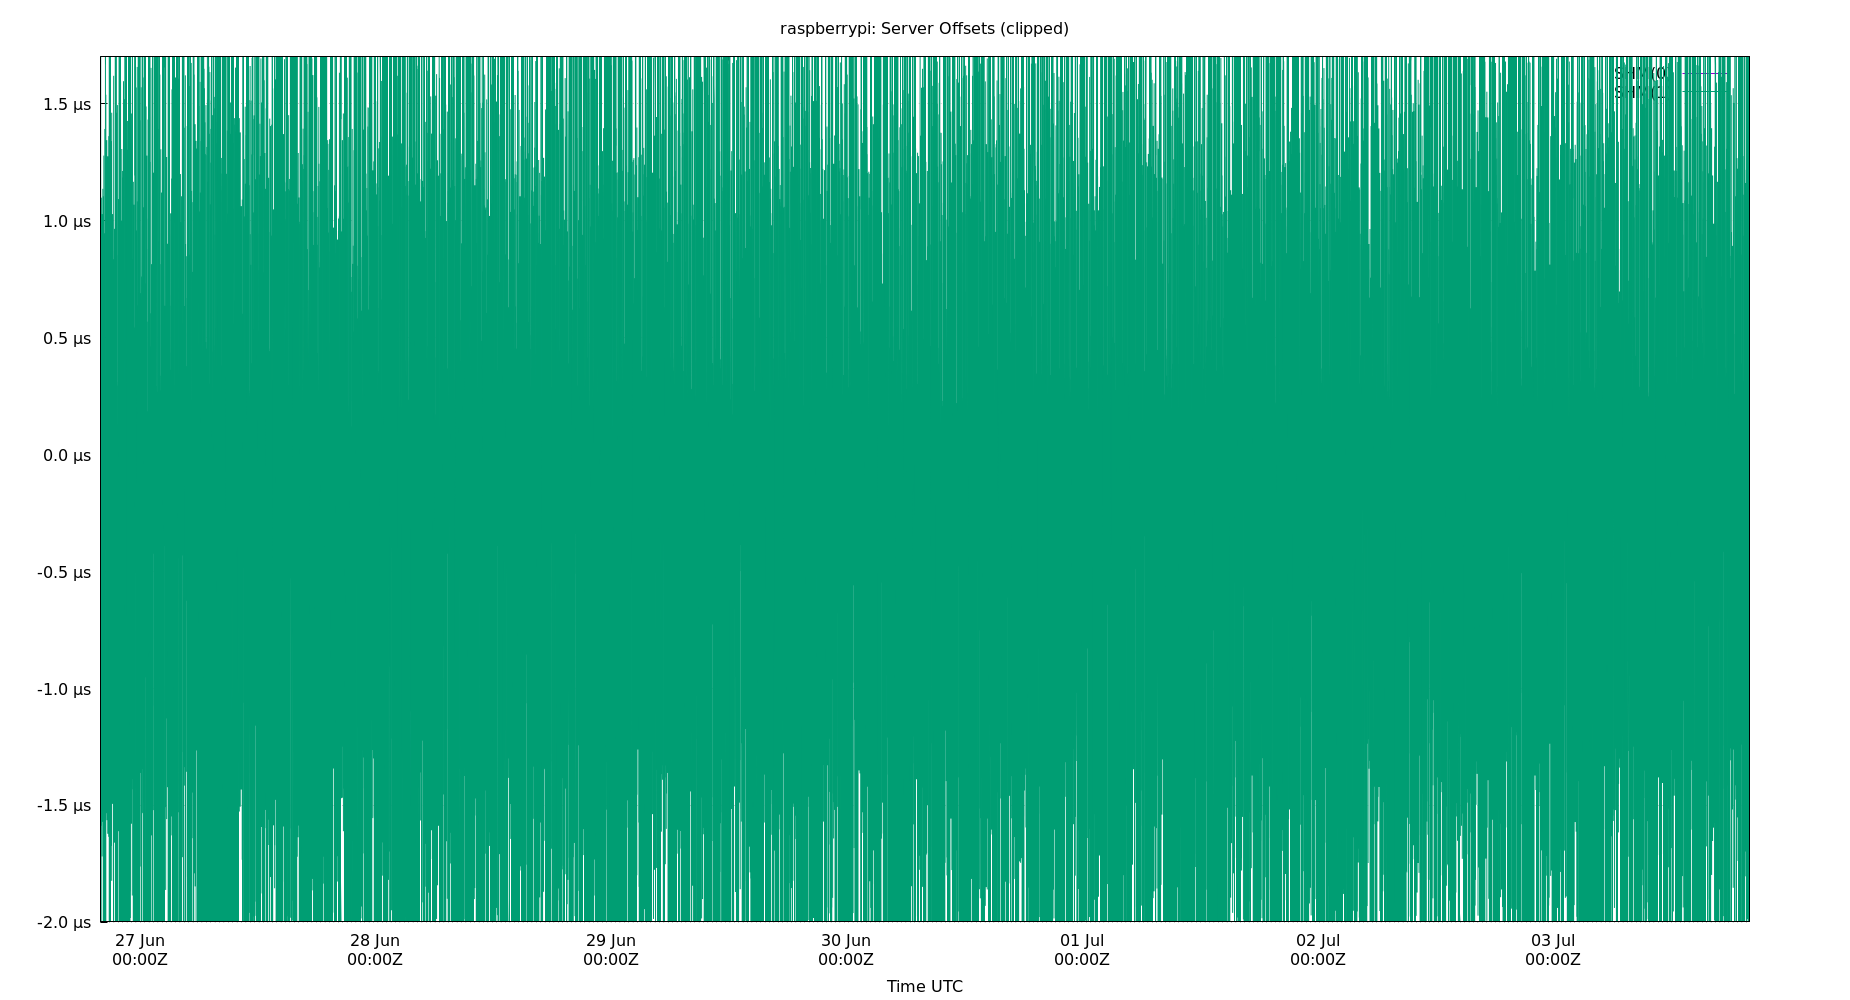 raspberrypi: Server Offsets (clipped)
1.5 µs
1.0 µs
0.5 µs
0.0 µs
-0.5 µs
-1.0 µs
-1.5 µs
-2.0 µs
27 Jun
00:00Z
28 Jun
00:00Z
29 Jun
00:00Z
30 Jun
00:00Z
01 Jul
00:00Z
02 Jul
00:00Z
03 Jul
00:00Z
Time UTC